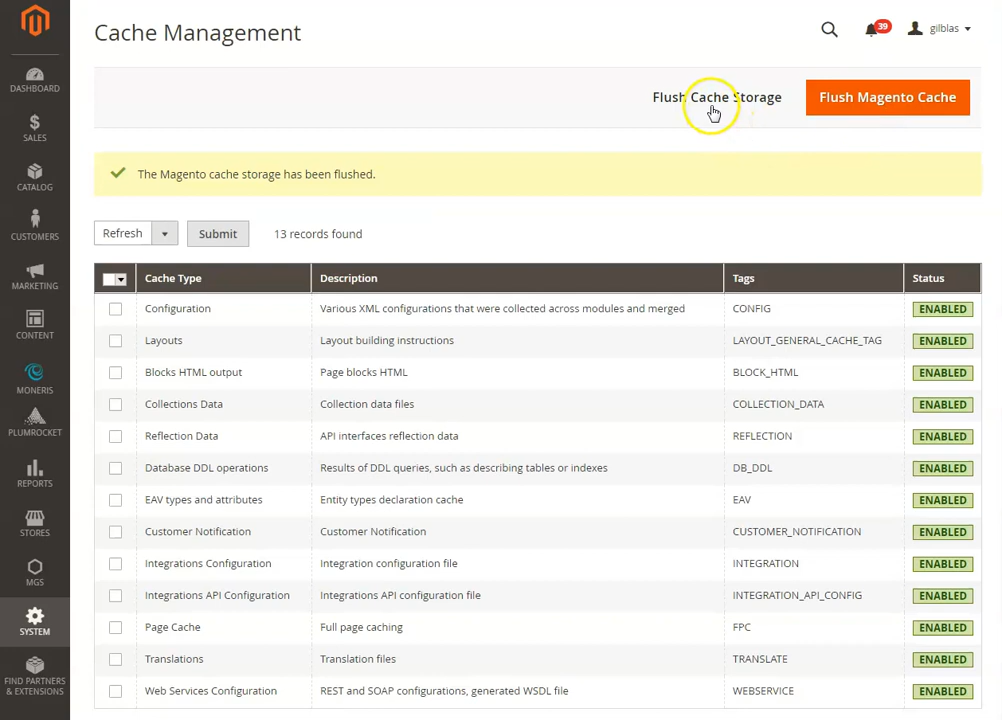 Cache Management
39
gilblas
Flush Cache Storage
Flush Magento Cache
The Magento cache storage has been flushed.
Refresh
Submit
13 records found
Cache Type Description Tags Status
Configuration Various XML configurations that were collected across modules and merged CONFIG ENABLED
Layouts Layout building instructions LAYOUT_GENERAL_CACHE_TAG ENABLED
Blocks HTML output Page blocks HTML BLOCK_HTML ENABLED
Collections Data Collection data files COLLECTION_DATA ENABLED
Reflection Data API interfaces reflection data REFLECTION ENABLED
Database DDL operations Results of DDL queries, such as describing tables or indexes DB_DDL ENABLED
EAV types and attributes Entity types declaration cache EAV ENABLED
Customer Notification Customer Notification CUSTOMER_NOTIFICATION ENABLED
Integrations Configuration Integration configuration file INTEGRATION ENABLED
Integrations API Configuration Integrations API configuration file INTEGRATION_API_CONFIG ENABLED
Page Cache Full page caching FPC ENABLED
Translations Translation files TRANSLATE ENABLED
Web Services Configuration REST and SOAP configurations, generated WSDL file WEBSERVICE ENABLED
DASHBOARD
SALES
CATALOG
CUSTOMERS
MARKETING
CONTENT
MONERIS
PLUMROCKET
REPORTS
STORES
MGS
SYSTEM
FIND PARTNERS
& EXTENSIONS